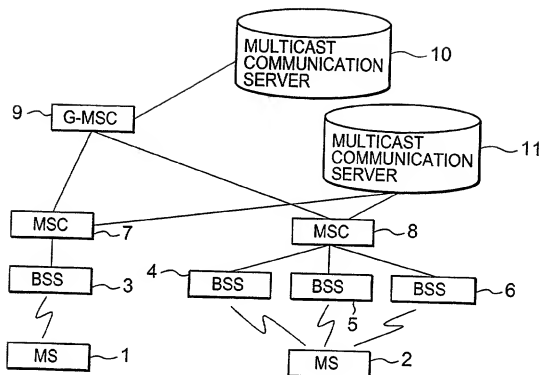 MULTICAST
COMMUNICATION
SERVER
10
9
G-MSC
MULTICAST
COMMUNICATION
SERVER
11
MSC
7
MSC
8
BSS
3
4
BSS
BSS
5
BSS
6
MS
1
MS
2